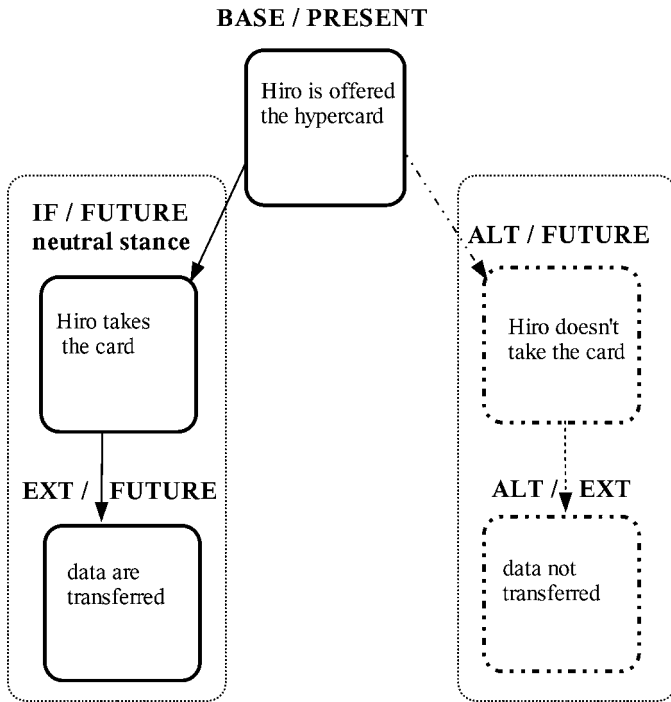 BASE / PRESENT
Hiro is offered
the hypercard
IF / FUTURE
neutral stance
Hiro takes
the card
EXT / FUTURE
data are
transferred
ALT / FUTURE
Hiro doesn't
take the card
ALT / EXT
data not
transferred